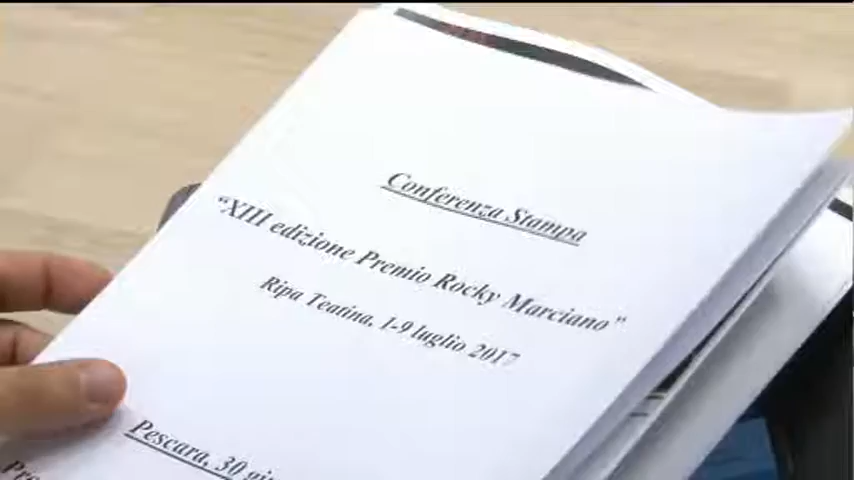 Conferenza Stampa
"XIII edizione Premio Rocky Marciano"
Ripa Teatina, 1-9 luglio 2017
Pescara, 30